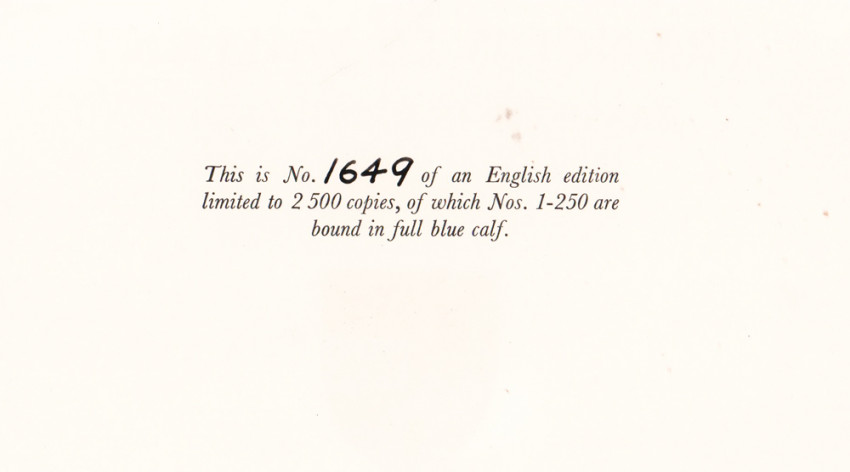 This is No. 1649 of an English edition
limited to 2 500 copies, of which Nos. 1-250 are
bound in full blue calf.